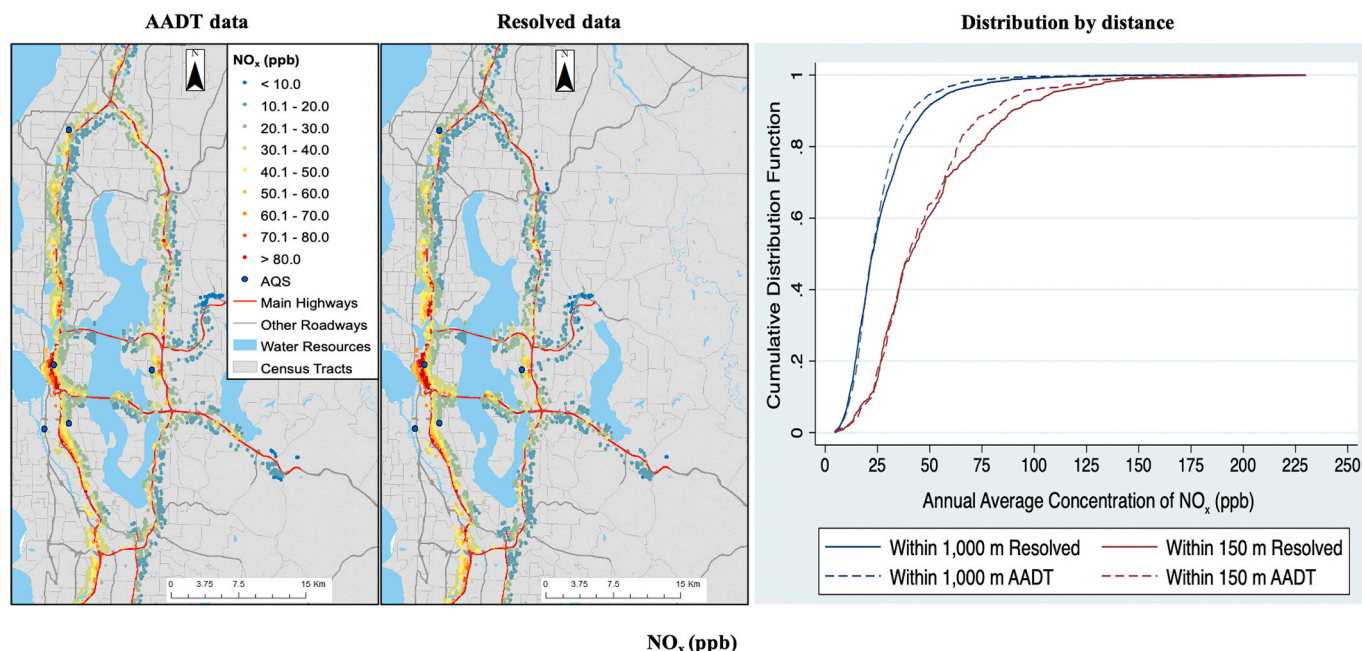 AADT data
Resolved data
Distribution by distance
N
NOx (ppb)
< 10.0
10.1 - 20.0
20.1 - 30.0
30.1 - 40.0
40.1 - 50.0
50.1 - 60.0
60.1 - 70.0
70.1 - 80.0
> 80.0
AQS
Main Highways
Other Roadways
Water Resources
Census Tracts
0 3.75 7.5 15 Km
N
0 3.75 7.5 15 Km
Cumulative Distribution Function
1
.8
.6
.4
.2
0
0 25 50 75 100 125 150 175 200 225 250
Annual Average Concentration of NOx (ppb)
Within 1,000 m Resolved
Within 150 m Resolved
Within 1,000 m AADT
Within 150 m AADT
NOx (ppb)